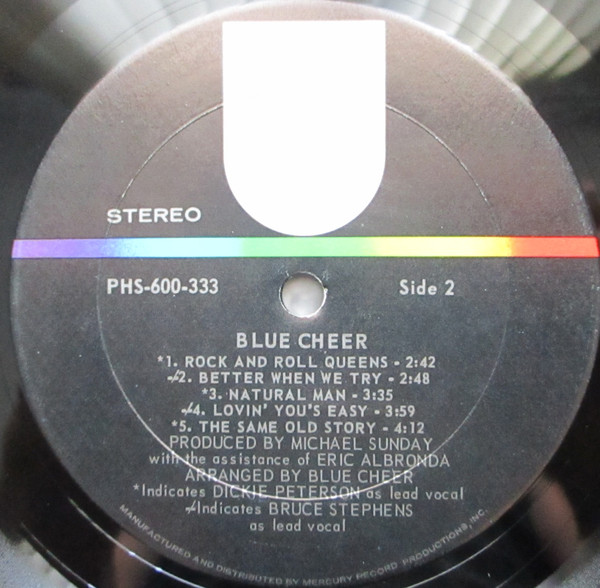 STEREO
PHS-600-333 Side 2
BLUE CHEER
*1. ROCK AND ROLL QUEENS - 2:42
≁2. BETTER WHEN WE TRY - 2:48
*3. NATURAL MAN - 3:35
≁4. LOVIN' YOU'S EASY - 3:59
*5. THE SAME OLD STORY - 4:12
PRODUCED BY MICHAEL SUNDAY
with the assistance of ERIC ALBRONDA
ARRANGED BY BLUE CHEER
*Indicates DICKIE PETERSON as lead vocal
≁Indicates BRUCE STEPHENS
as lead vocal
MANUFACTURED AND DISTRIBUTED BY MERCURY RECORD PRODUCTIONS, INC.